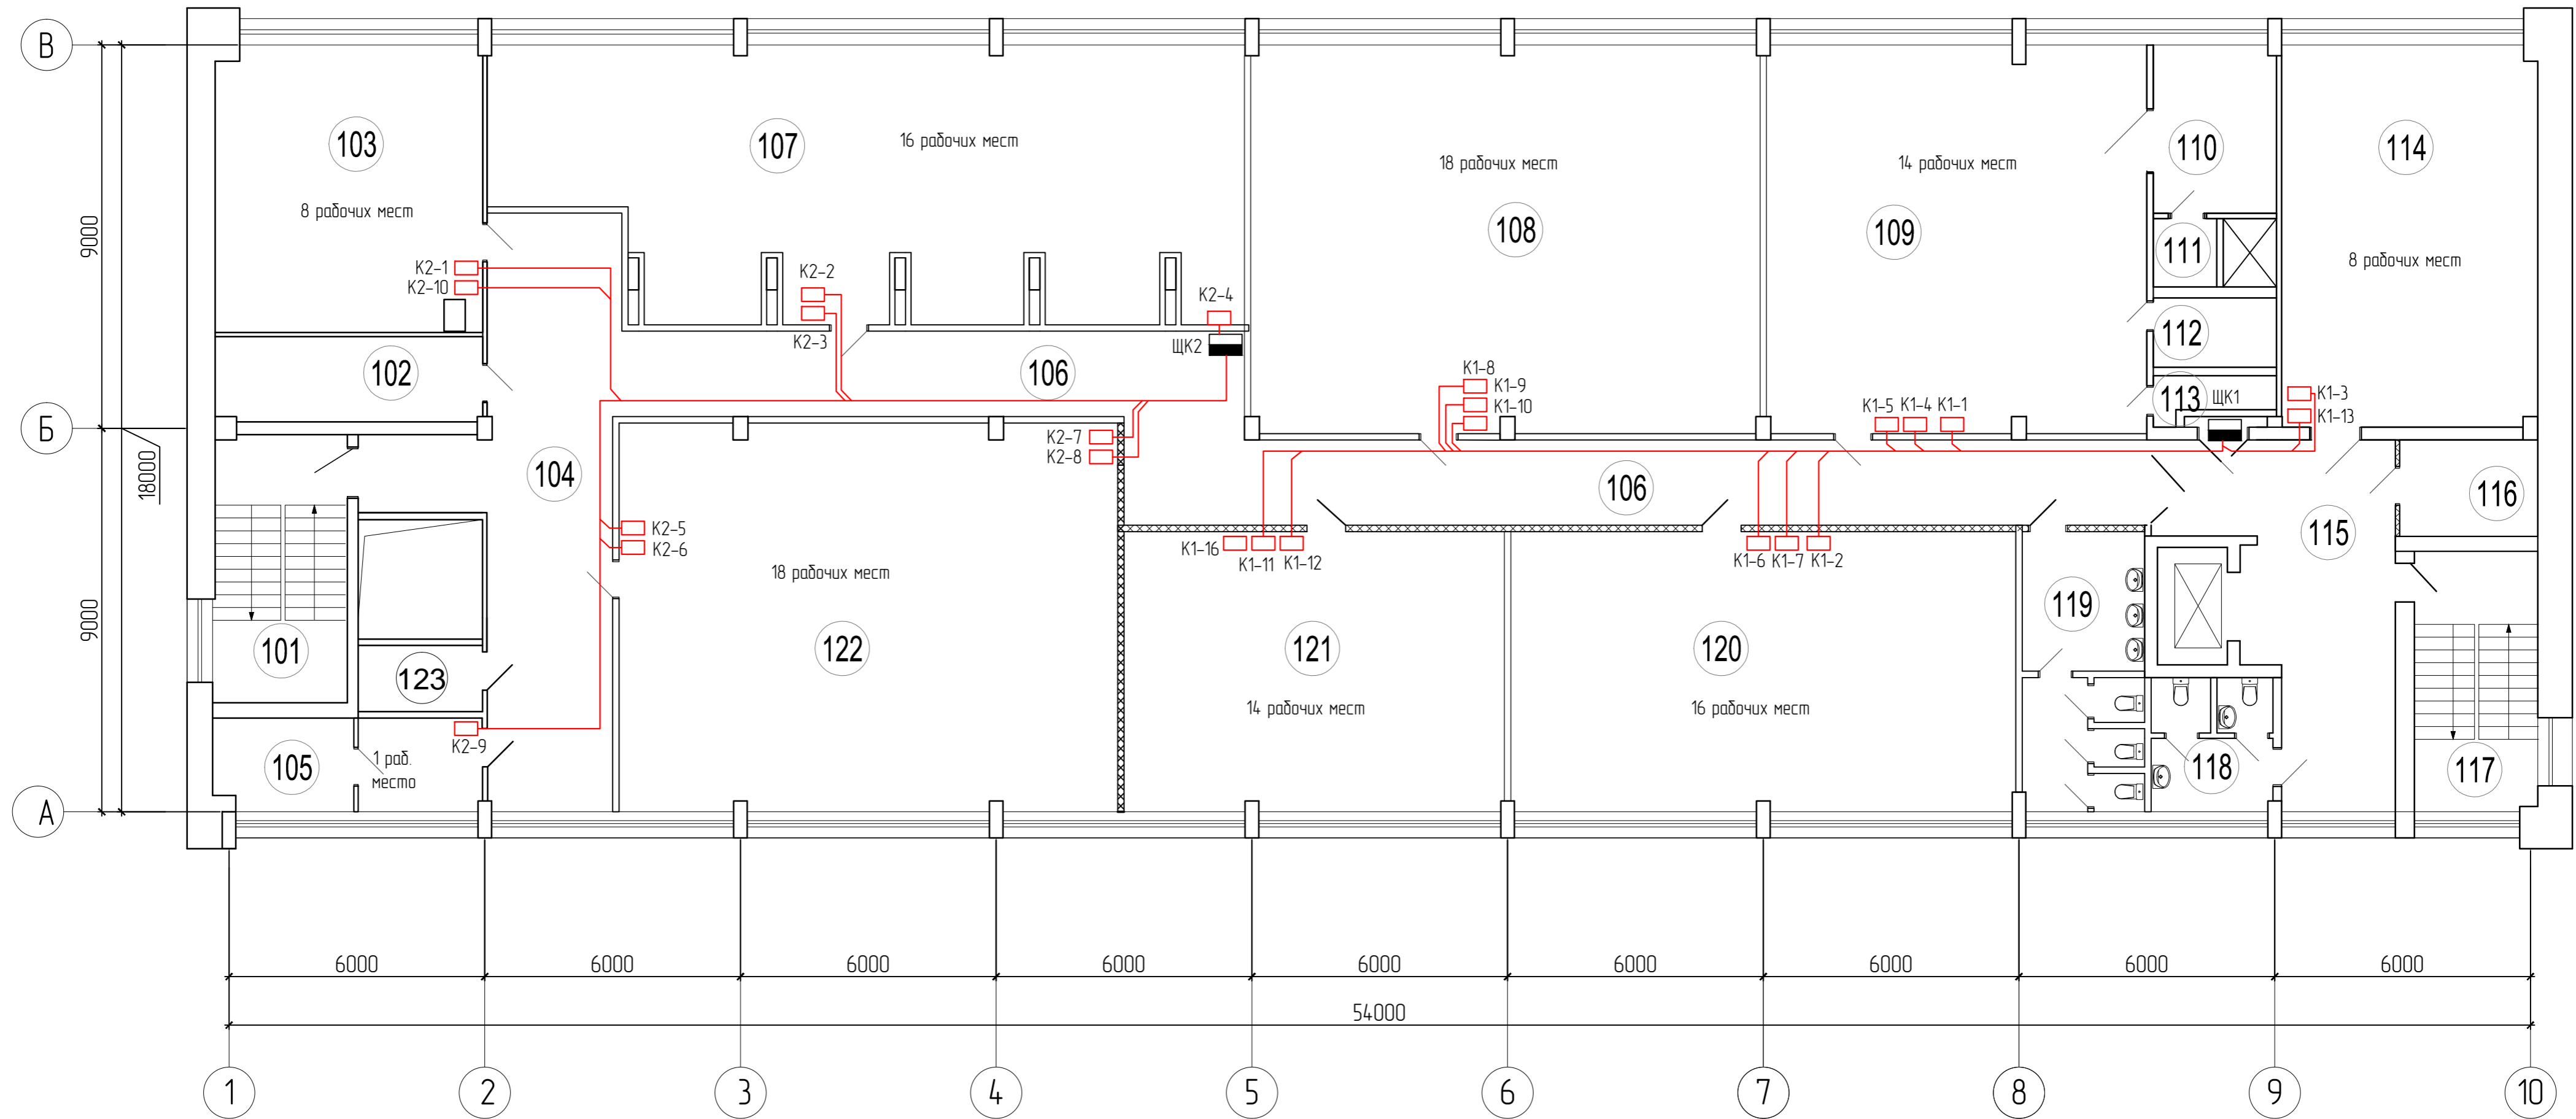 В
103
107
16 рабочих мест
18 рабочих мест
14 рабочих мест
110
114
8 рабочих мест
108
109
111
8 рабочих мест
9000
К2-1
К2-10
К2-2
К2-3
К2-4
ЩК2
102
106
112
113
ЩК1
К1-8
К1-9
К1-10
К1-5
К1-4
К1-1
К1-3
К1-13
Б
18000
104
К2-7
К2-8
106
116
К2-5
К2-6
115
К1-16
К1-11
К1-12
К1-6
К1-7
К1-2
18 рабочих мест
9000
119
101
123
122
121
120
14 рабочих мест
16 рабочих мест
К2-9
105
1 раб.
место
118
117
А
6000
6000
6000
6000
6000
6000
6000
6000
6000
54000
1
2
3
4
5
6
7
8
9
10